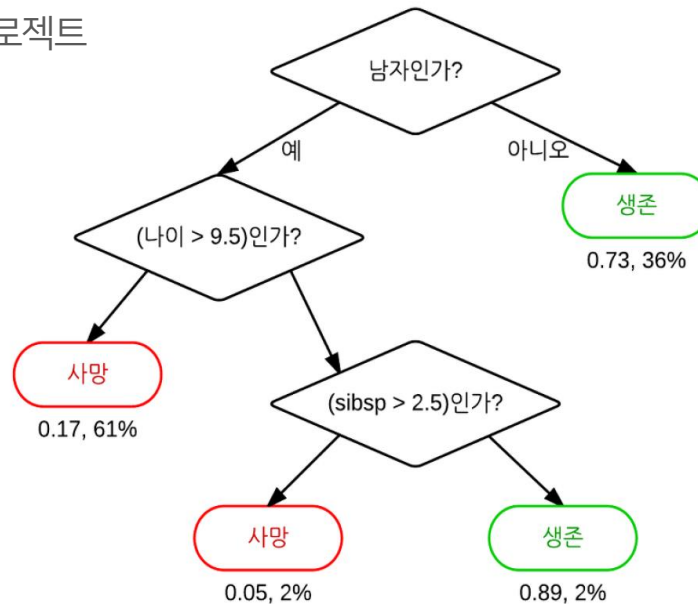 로젝트
남자인가?
예
아니오
생존
0.73, 36%
(나이 > 9.5)인가?
사망
0.17, 61%
(sibsp > 2.5)인가?
사망
0.05, 2%
생존
0.89, 2%